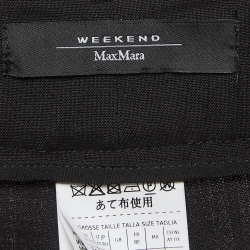 WEEKEND
MaxMara
あて布使用
GROSSE TAILLE TALLA SIZE TAGLIA